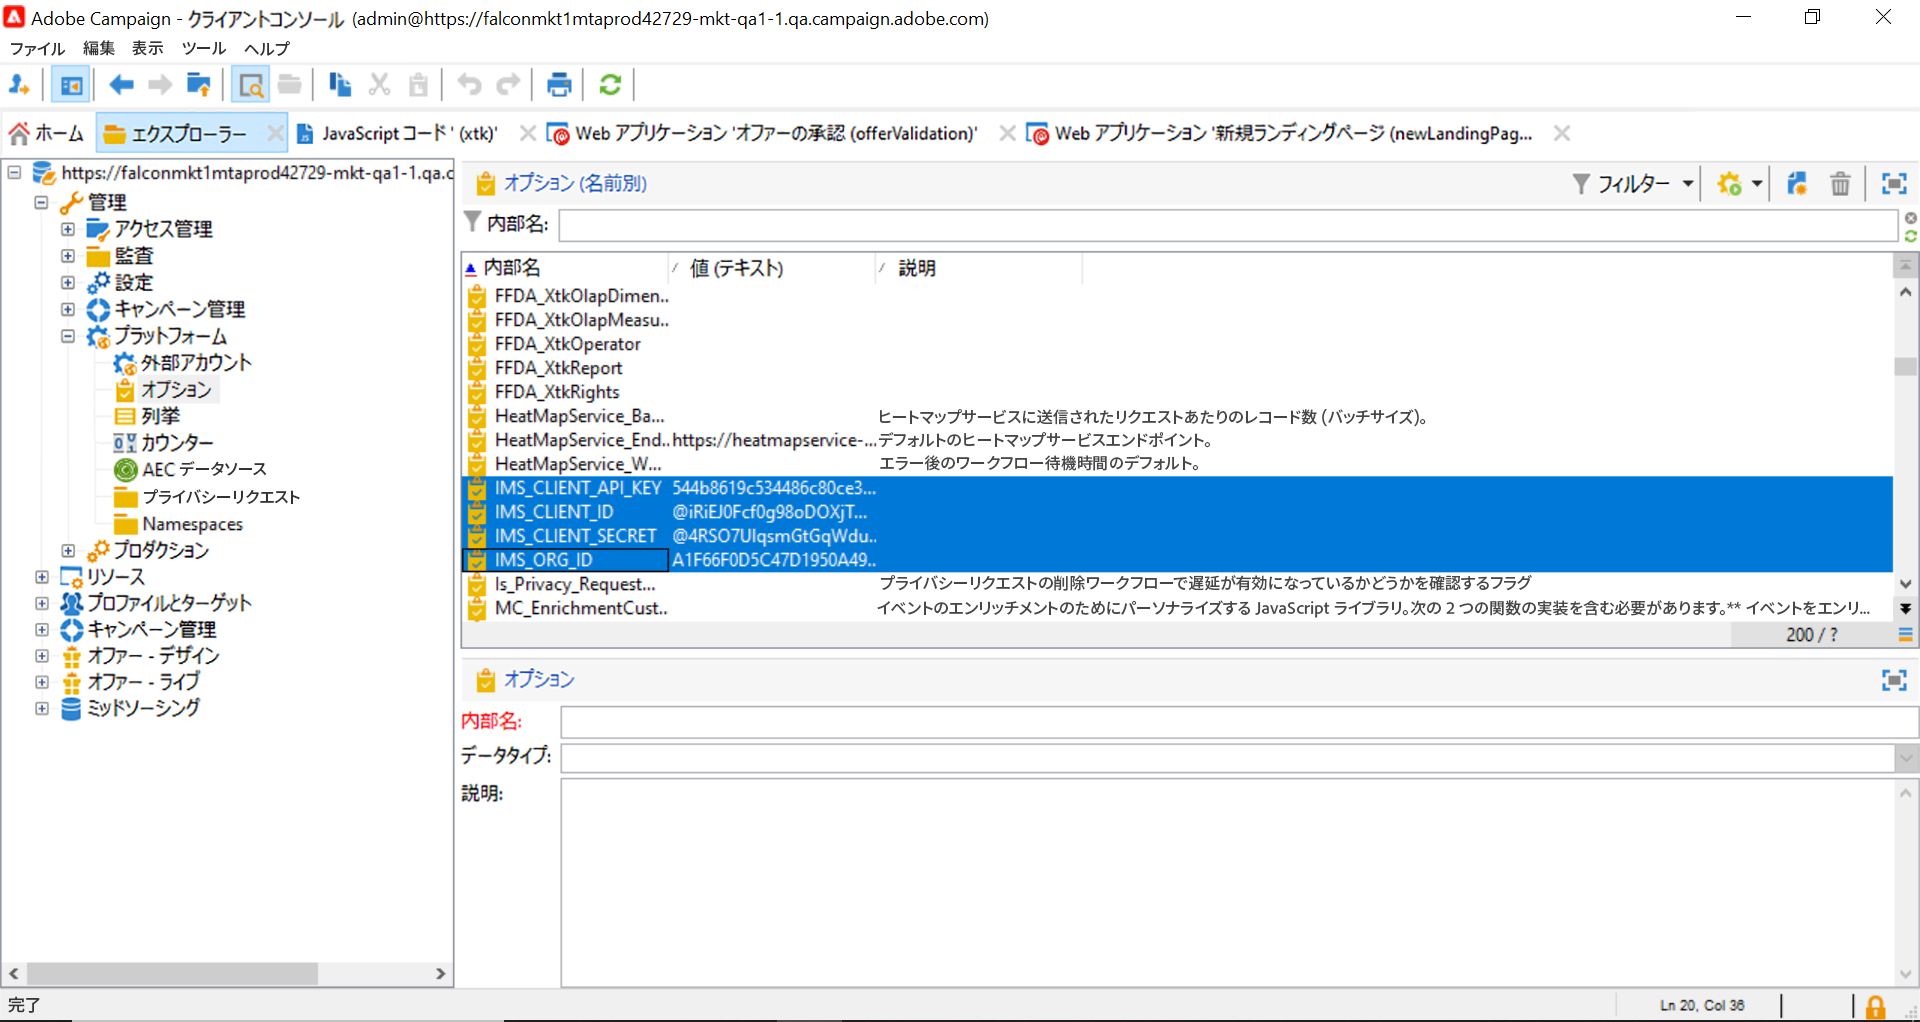 Adobe Campaign - クライアントコンソール (admin@https://falconmkt1mtaprod42729-mkt-qa1-1.qa.campaign.adobe.com)
ファイル 編集 表示 ツール ヘルプ
ホーム エクスプローラー JavaScript コード ' (xtk)' Web アプリケーション 'オファーの承認 (offerValidation)' Web アプリケーション '新規ランディングページ (newLandingPag...
https://falconmkt1mtaprod42729-mkt-qa1-1.qa.c
管理
アクセス管理
監査
設定
キャンペーン管理
プラットフォーム
外部アカウント
オプション
列挙
カウンター
AEC データソース
プライバシーリクエスト
Namespaces
プロダクション
リソース
プロファイルとターゲット
キャンペーン管理
オファー - デザイン
オファー - ライブ
ミッドソーシング
オプション (名前別)
フィルター
内部名:
内部名 値 (テキスト) 説明
FFDA_XtkOlapDimen..
FFDA_XtkOlapMeasu..
FFDA_XtkOperator
FFDA_XtkReport
FFDA_XtkRights
HeatMapService_Ba... ヒートマップサービスに送信されたリクエストあたりのレコード数 (バッチサイズ)。
HeatMapService_End.. https://heatmapservice-... デフォルトのヒートマップサービスエンドポイント。
HeatMapService_W... エラー後のワークフロー待機時間のデフォルト。
IMS_CLIENT_API_KEY 544b8619c534486c80ce3...
IMS_CLIENT_ID @iRiEJ0Fcf0g98oDOXjT...
IMS_CLIENT_SECRET @4RSO7UlqsmGtGqWdu..
IMS_ORG_ID A1F66F0D5C47D1950A49..
Is_Privacy_Request... プライバシーリクエストの削除ワークフローで遅延が有効になっているかどうかを確認するフラグ
MC_EnrichmentCust.. イベントのエンリッチメントのためにパーソナライズする JavaScript ライブラリ。次の 2 つの関数の実装を含む必要があります。** イベントをエンリ...
200 / ?
オプション
内部名:
データタイプ:
説明:
完了
Ln 20, Col 36